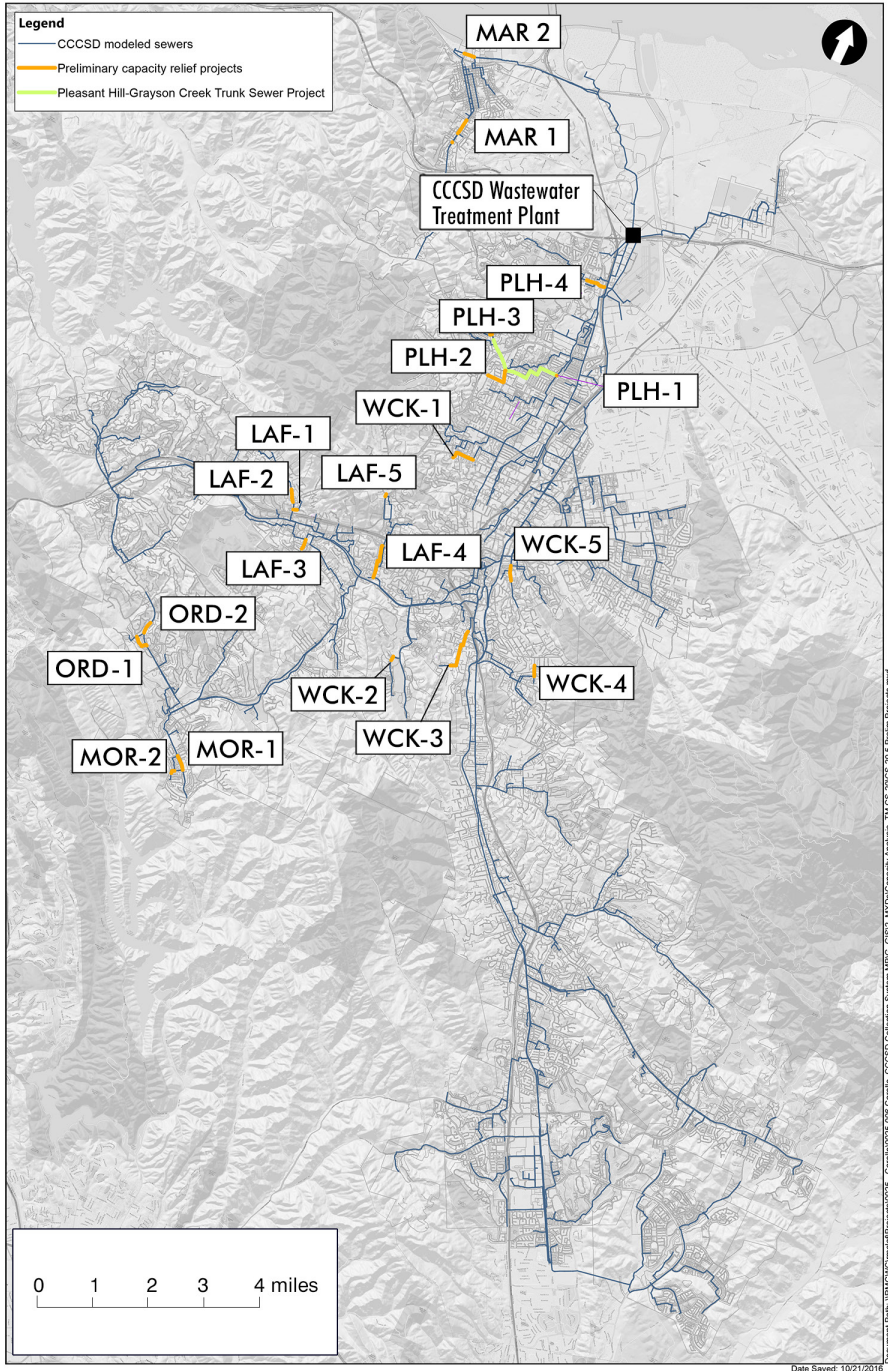 Legend
CCCSD modeled sewers
Preliminary capacity relief projects
Pleasant Hill-Grayson Creek Trunk Sewer Project
MAR 2
MAR 1
CCCSD Wastewater
Treatment Plant
PLH-4
PLH-3
PLH-2
PLH-1
WCK-1
LAF-1
LAF-2
LAF-5
LAF-3
LAF-4
WCK-5
ORD-2
ORD-1
WCK-2
WCK-4
WCK-3
MOR-2
MOR-1
0 1 2 3 4 miles
Date Saved: 10/21/2016